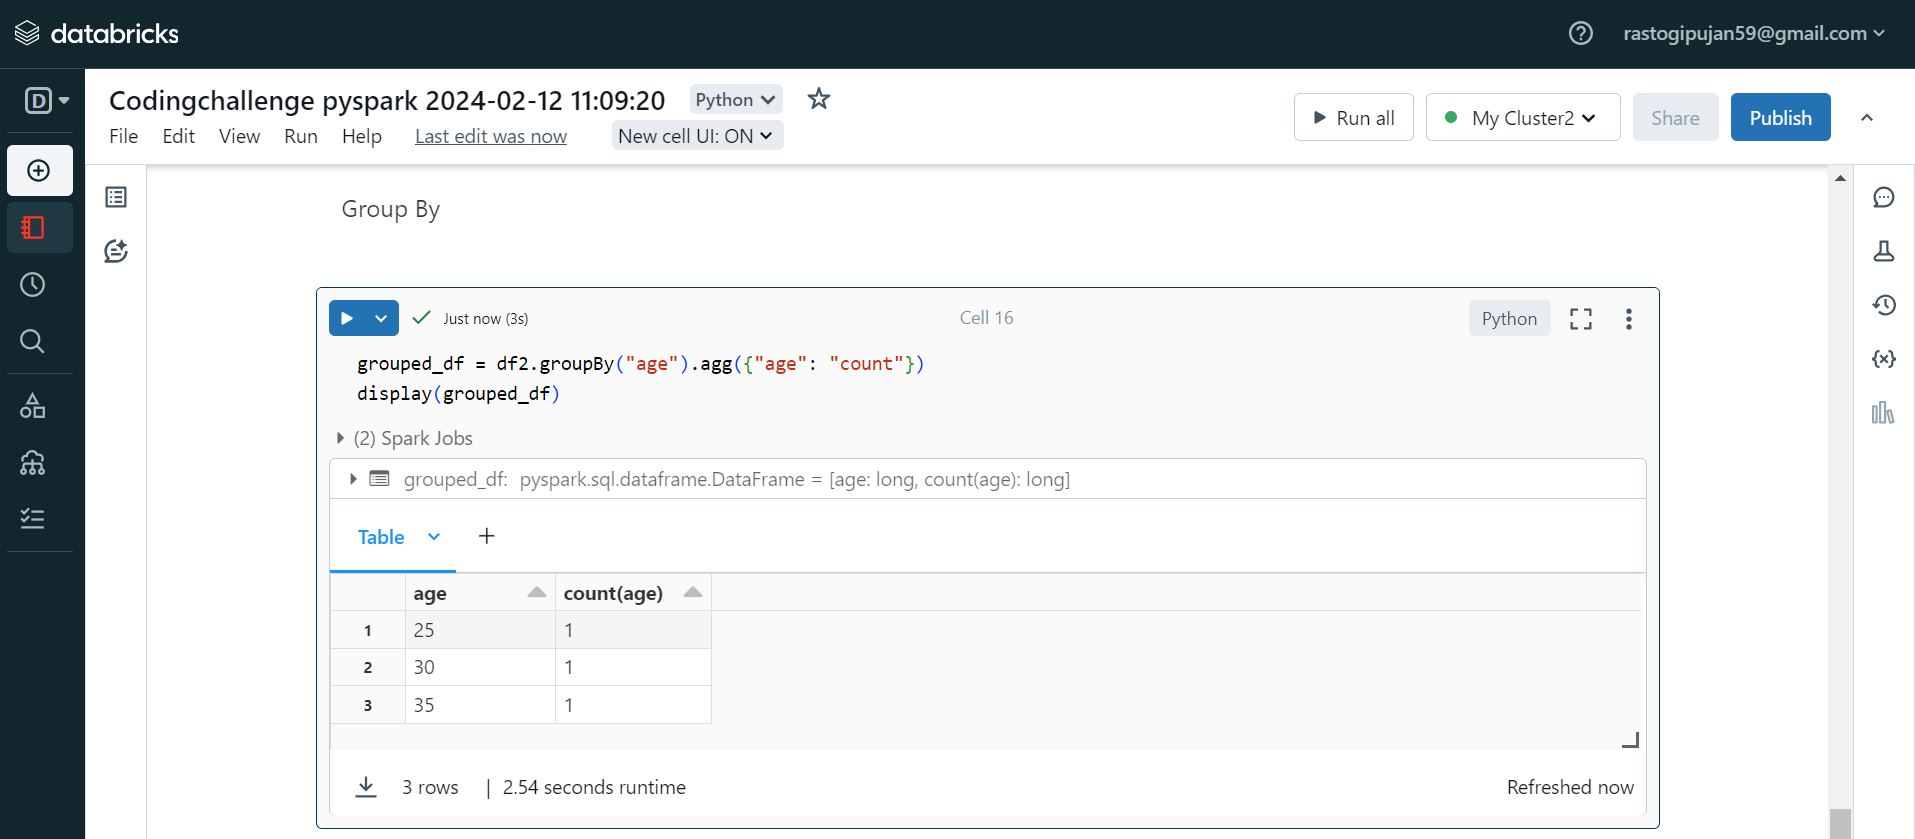 databricks
rastogipujan59@gmail.com
D
Codingchallenge pyspark 2024-02-12 11:09:20 Python
File Edit View Run Help Last edit was now New cell UI: ON
Run all My Cluster2 Share Publish
Group By
Just now (3s) Cell 16 Python
grouped_df = df2.groupBy("age").agg({"age": "count"})
display(grouped_df)
(2) Spark Jobs
grouped_df: pyspark.sql.dataframe.DataFrame = [age: long, count(age): long]
Table +
age count(age)
1 25 1
2 30 1
3 35 1
3 rows | 2.54 seconds runtime Refreshed now